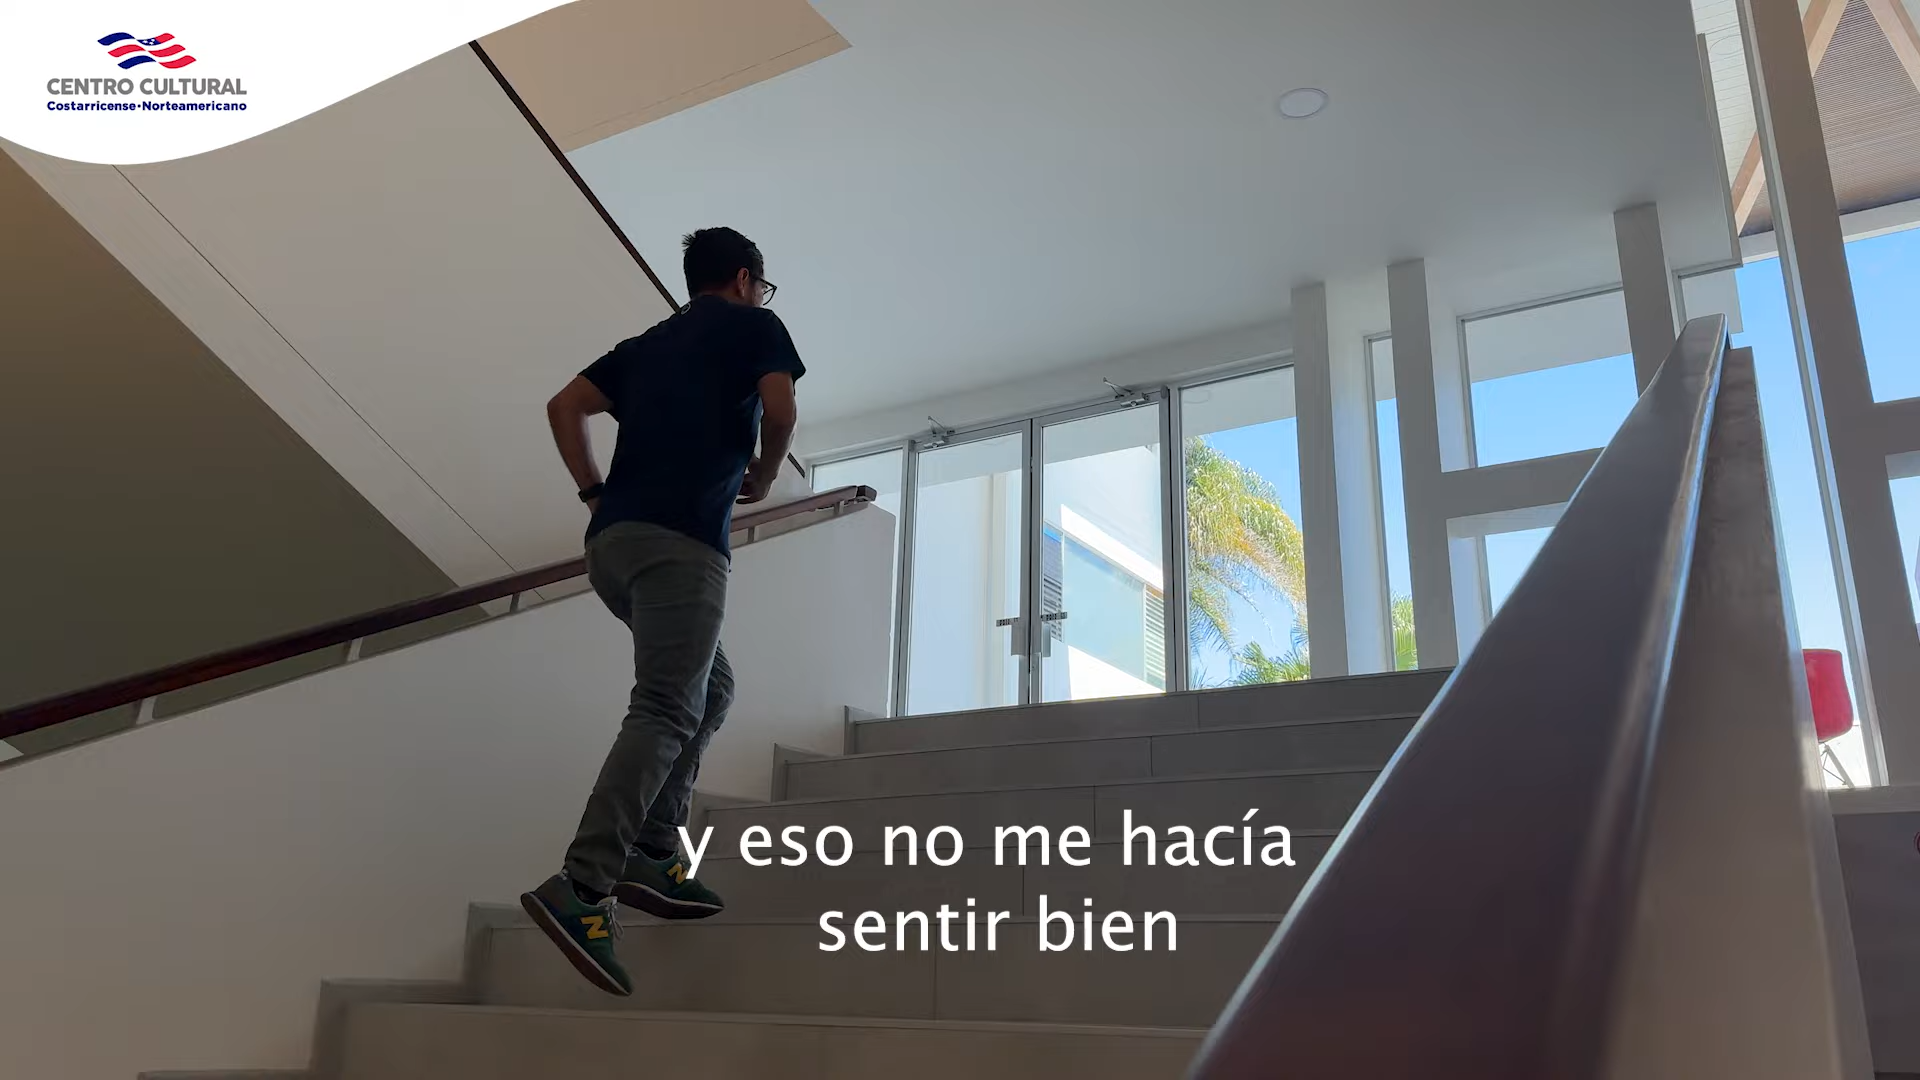 CENTRO CULTURAL
Costarricense•Norteamericano
y eso no me hacía
sentir bien
N
N